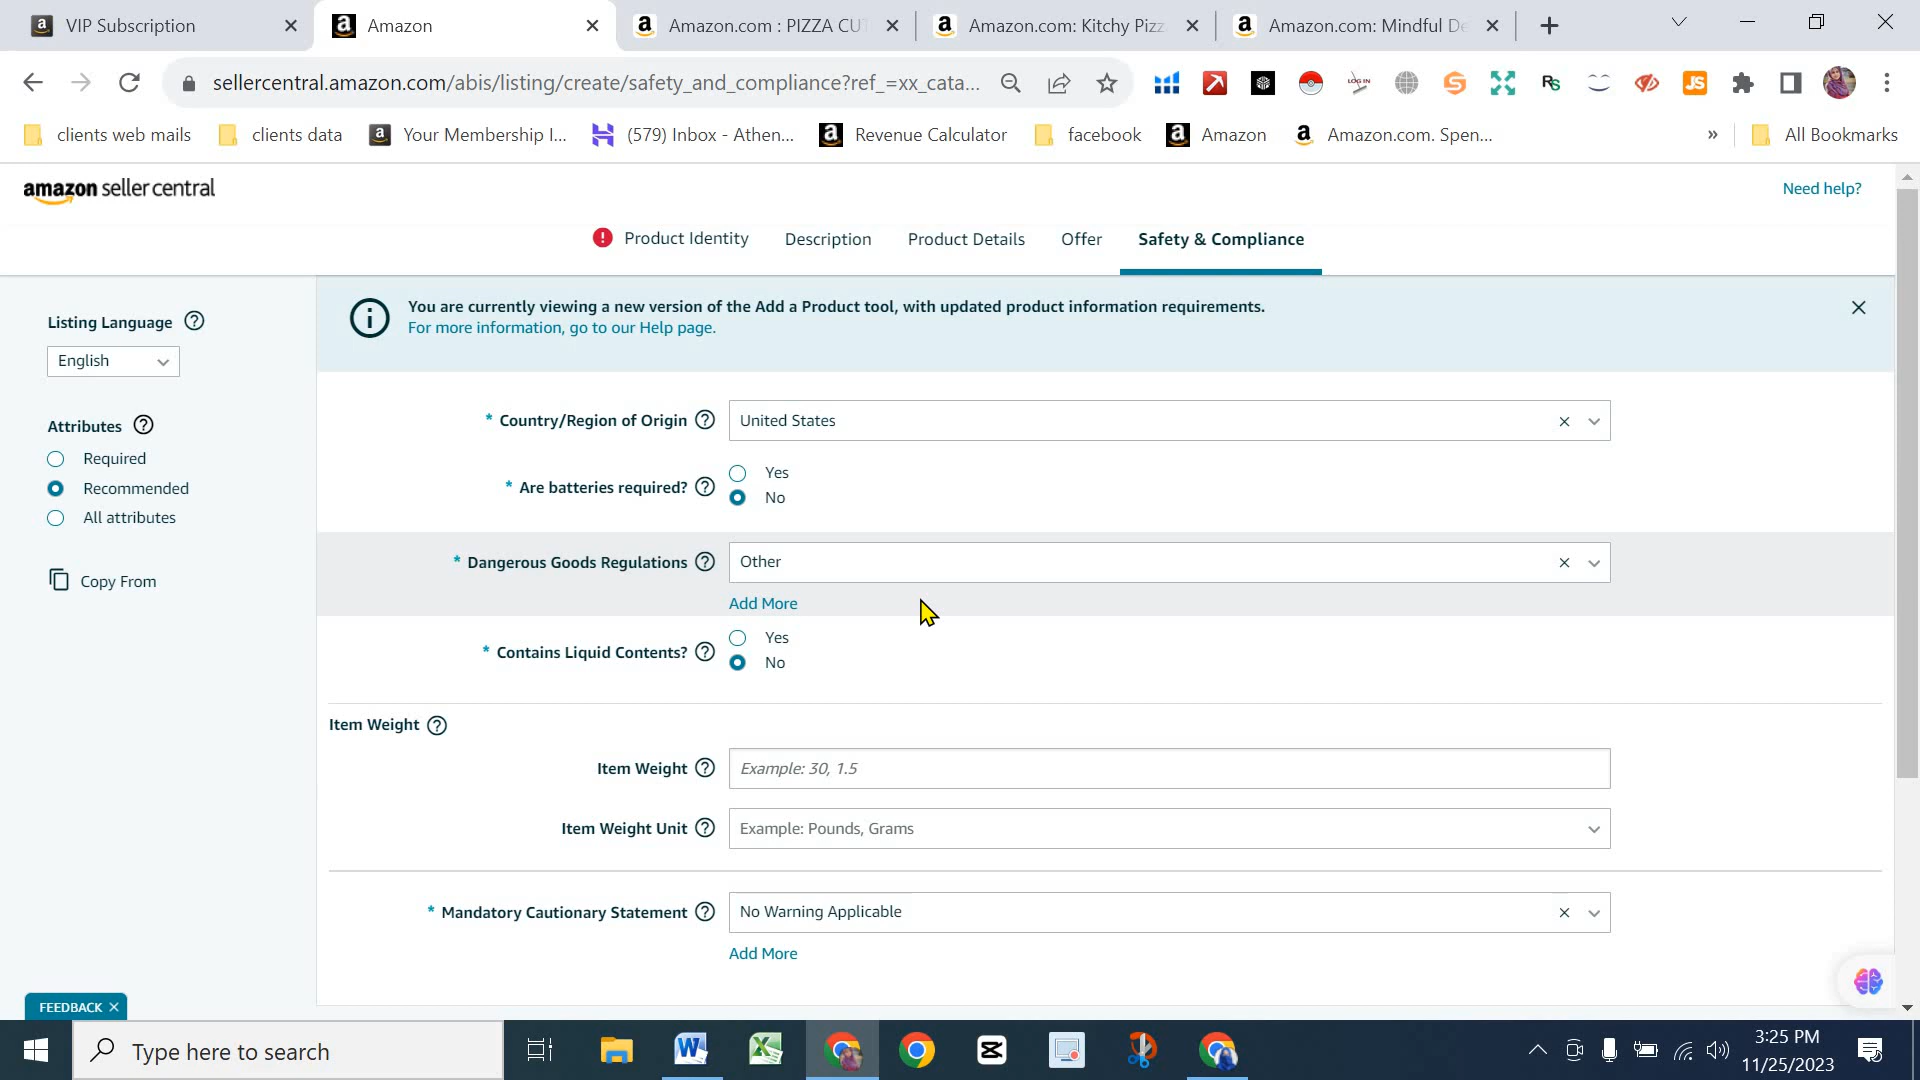 VIP Subscription
Amazon
Amazon.com : PIZZA CUT
Amazon.com: Kitchy Pizz
Amazon.com: Mindful De
sellercentral.amazon.com/abis/listing/create/safety_and_compliance?ref_=xx_cata...
clients web mails
clients data
Your Membership I...
(579) Inbox - Athen...
Revenue Calculator
facebook
Amazon
Amazon.com. Spen...
»
All Bookmarks
amazon seller central
Need help?
Product Identity
Description
Product Details
Offer
Safety & Compliance
You are currently viewing a new version of the Add a Product tool, with updated product information requirements.
For more information, go to our Help page.
Listing Language
English
Attributes
Required
Recommended
All attributes
Copy From
* Country/Region of Origin
United States
* Are batteries required?
Yes
No
* Dangerous Goods Regulations
Other
Add More
* Contains Liquid Contents?
Yes
No
Item Weight
Item Weight
Example: 30, 1.5
Item Weight Unit
Example: Pounds, Grams
* Mandatory Cautionary Statement
No Warning Applicable
Add More
FEEDBACK
Type here to search
3:25 PM
11/25/2023